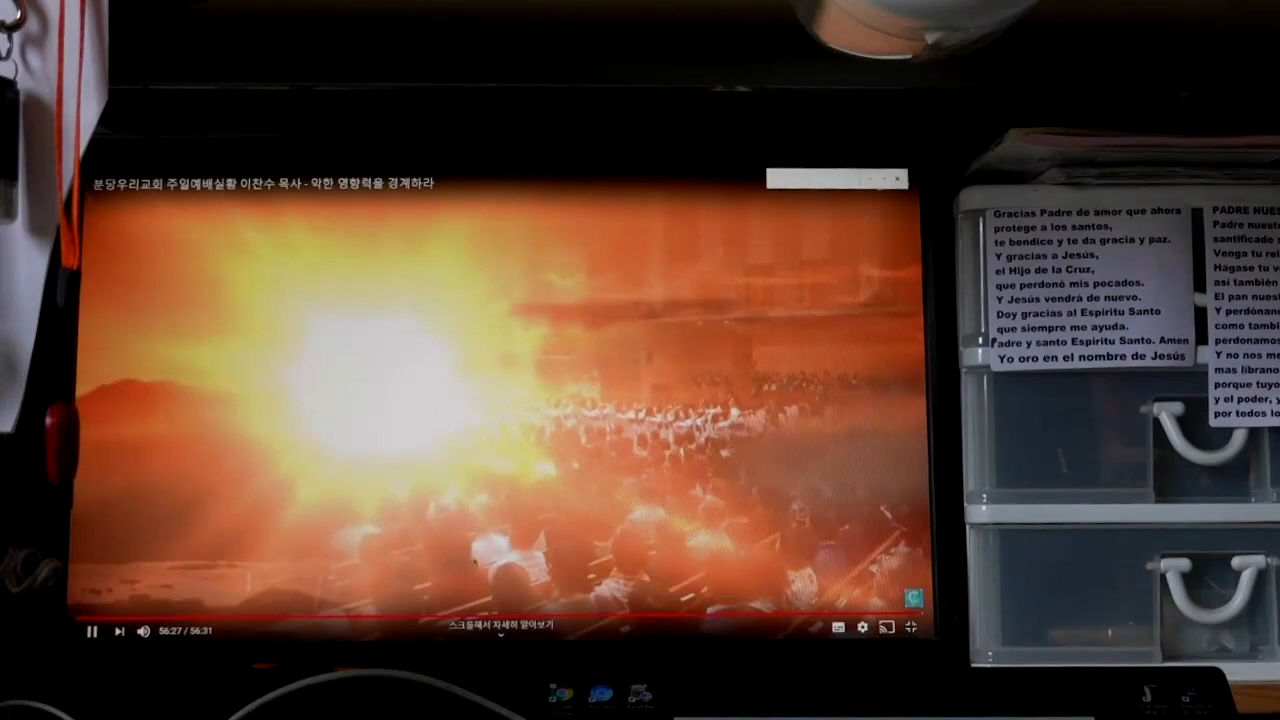 분당우리교회 주일예배실황 이찬수 목사 - 악한 영향력을 경계하라
56:27 / 56:31
스크롤해서 자세히 알아보기
C
Gracias Padre de amor que ahora
protege a los santos,
te bendice y te da gracia y paz.
Y gracias a Jesús,
el Hijo de la Cruz,
que perdonó mis pecados.
Y Jesús vendrá de nuevo.
Doy gracias al Espíritu Santo
que siempre me ayuda.
Padre y santo Espíritu Santo. Amen
Yo oro en el nombre de Jesús
PADRE NUES
Padre nuest
santificado
Venga tu rei
Hágase tu v
así también
El pan nues
Y perdónan
como tambi
perdonamos
Y no nos me
mas líbrano
porque tuyo
y el poder, y
por todos lo